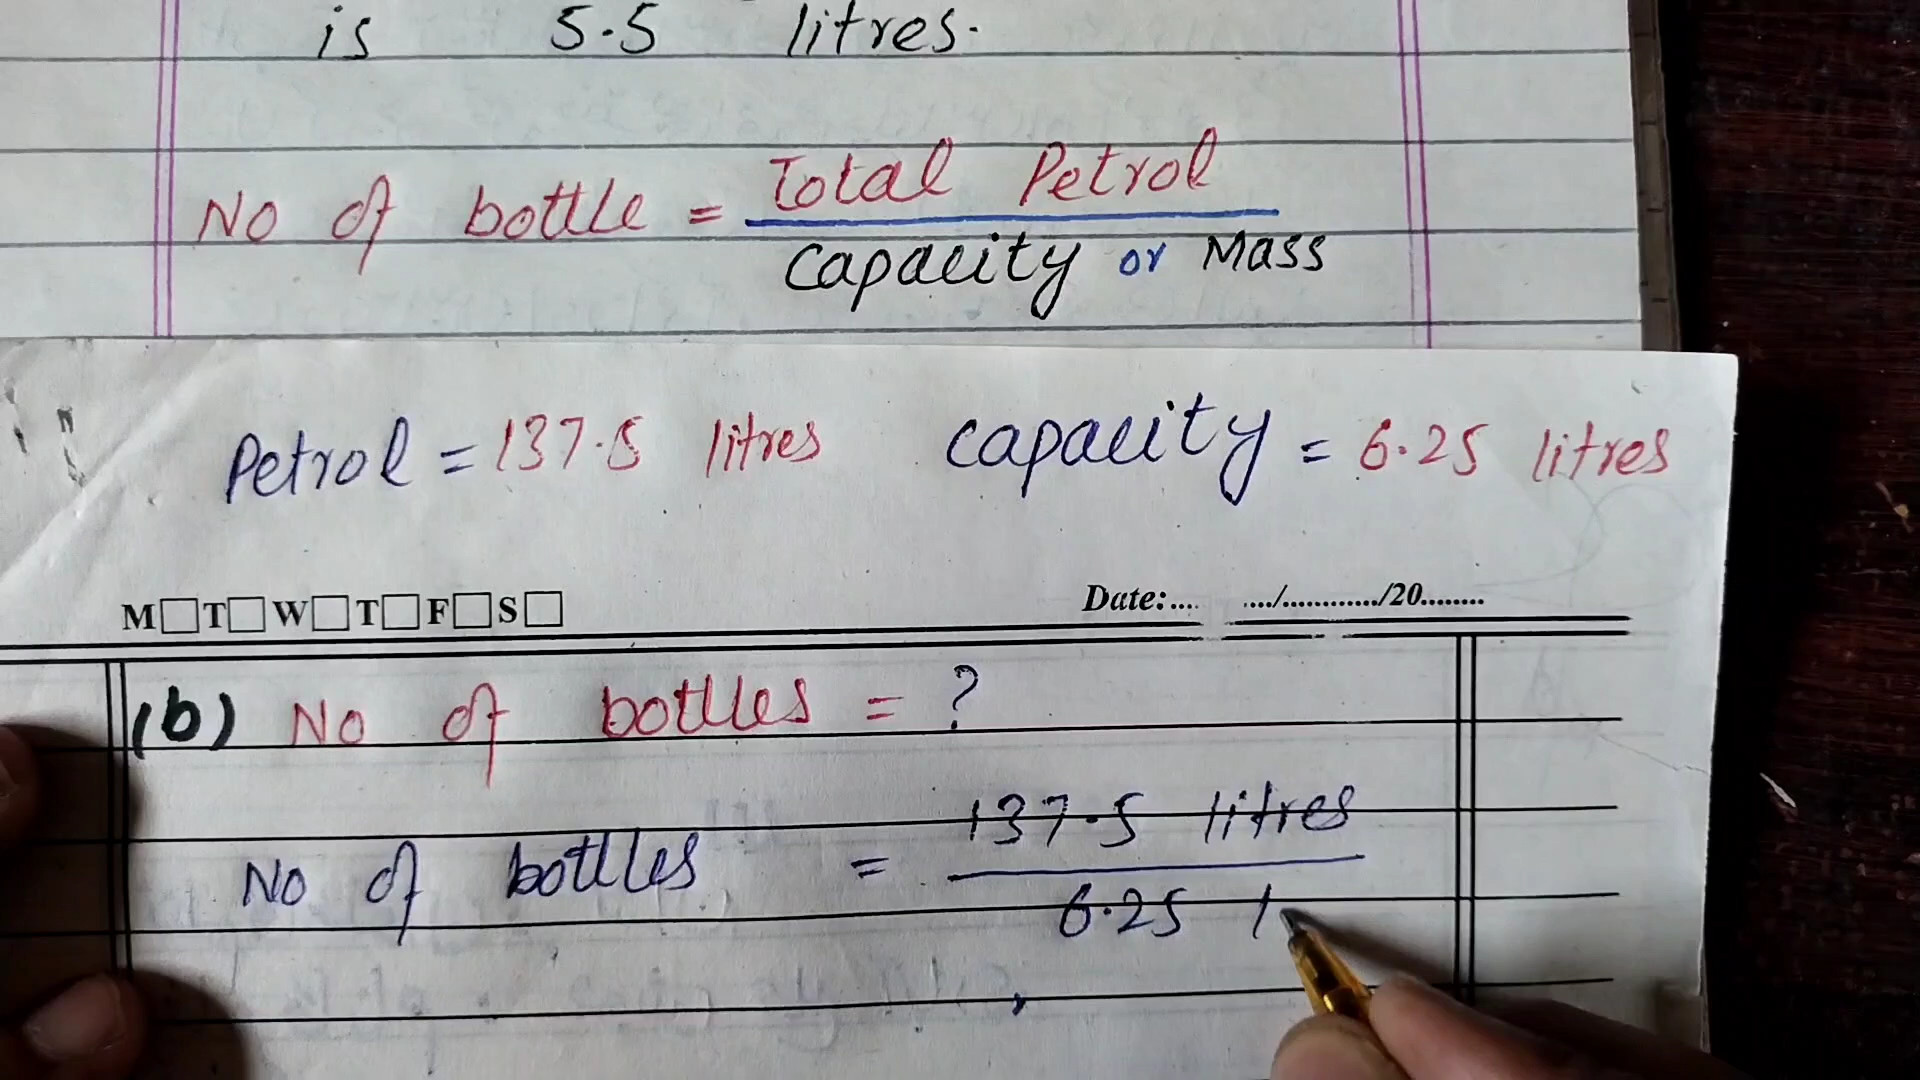 is 5.5 litres.
No of bottle = Total Petrol
Capacity or Mass
Petrol = 137.5 litres capacity = 6.25 litres
M T W T F S Date:.... ..../............/20........
(b) No of bottles = ?
No of bottles = 137.5 litres
6.25 l